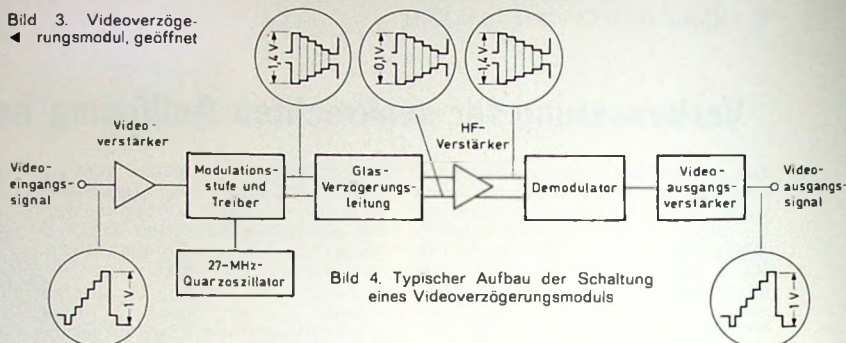 Bild 3. Videoverzöge-
◄ rungsmodul, geöffnet
1,4 V
0,1 V
1,4 V
Video-
verstärker
HF-
Verstärker
Video-
eingangs-
signal
Modulations-
stufe und
Treiber
Glas-
Verzögerungs-
leitung
Demodulator
Video-
ausgangs-
verstärker
Video-
ausgangs-
signal
27-MHz-
Quarzoszillator
1 V
1 V
Bild 4. Typischer Aufbau der Schaltung
eines Videoverzögerungsmoduls